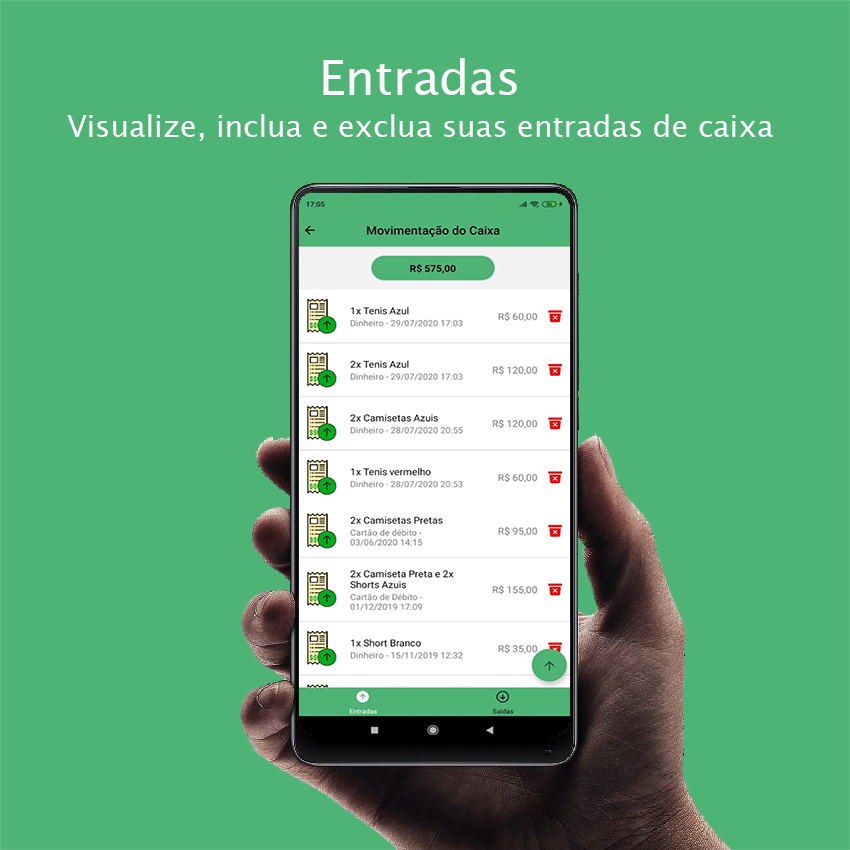 Entradas
Visualize, inclua e exclua suas entradas de caixa
17:05
Movimentação do Caixa
R$ 575,00
1x Tenis Azul
Dinheiro - 29/07/2020 17:03
R$ 60,00
2x Tenis Azul
Dinheiro - 29/07/2020 17:03
R$ 120,00
2x Camisetas Azuis
Dinheiro - 28/07/2020 20:55
R$ 120,00
1x Tenis vermelho
Dinheiro - 28/07/2020 20:53
R$ 60,00
2x Camisetas Pretas
Cartão de débito -
03/06/2020 14:15
R$ 95,00
2x Camiseta Preta e 2x
Shorts Azuis
Cartão de Débito -
01/12/2019 17:09
R$ 155,00
1x Short Branco
Dinheiro - 15/11/2019 12:32
R$ 35,00
Entradas
Saídas